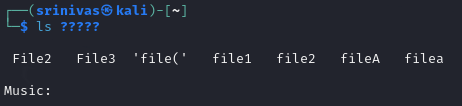 ┌──(srinivas㉿kali)-[~]
└─$ ls ?????
File2 File3 'file(' file1 file2 fileA filea
Music: